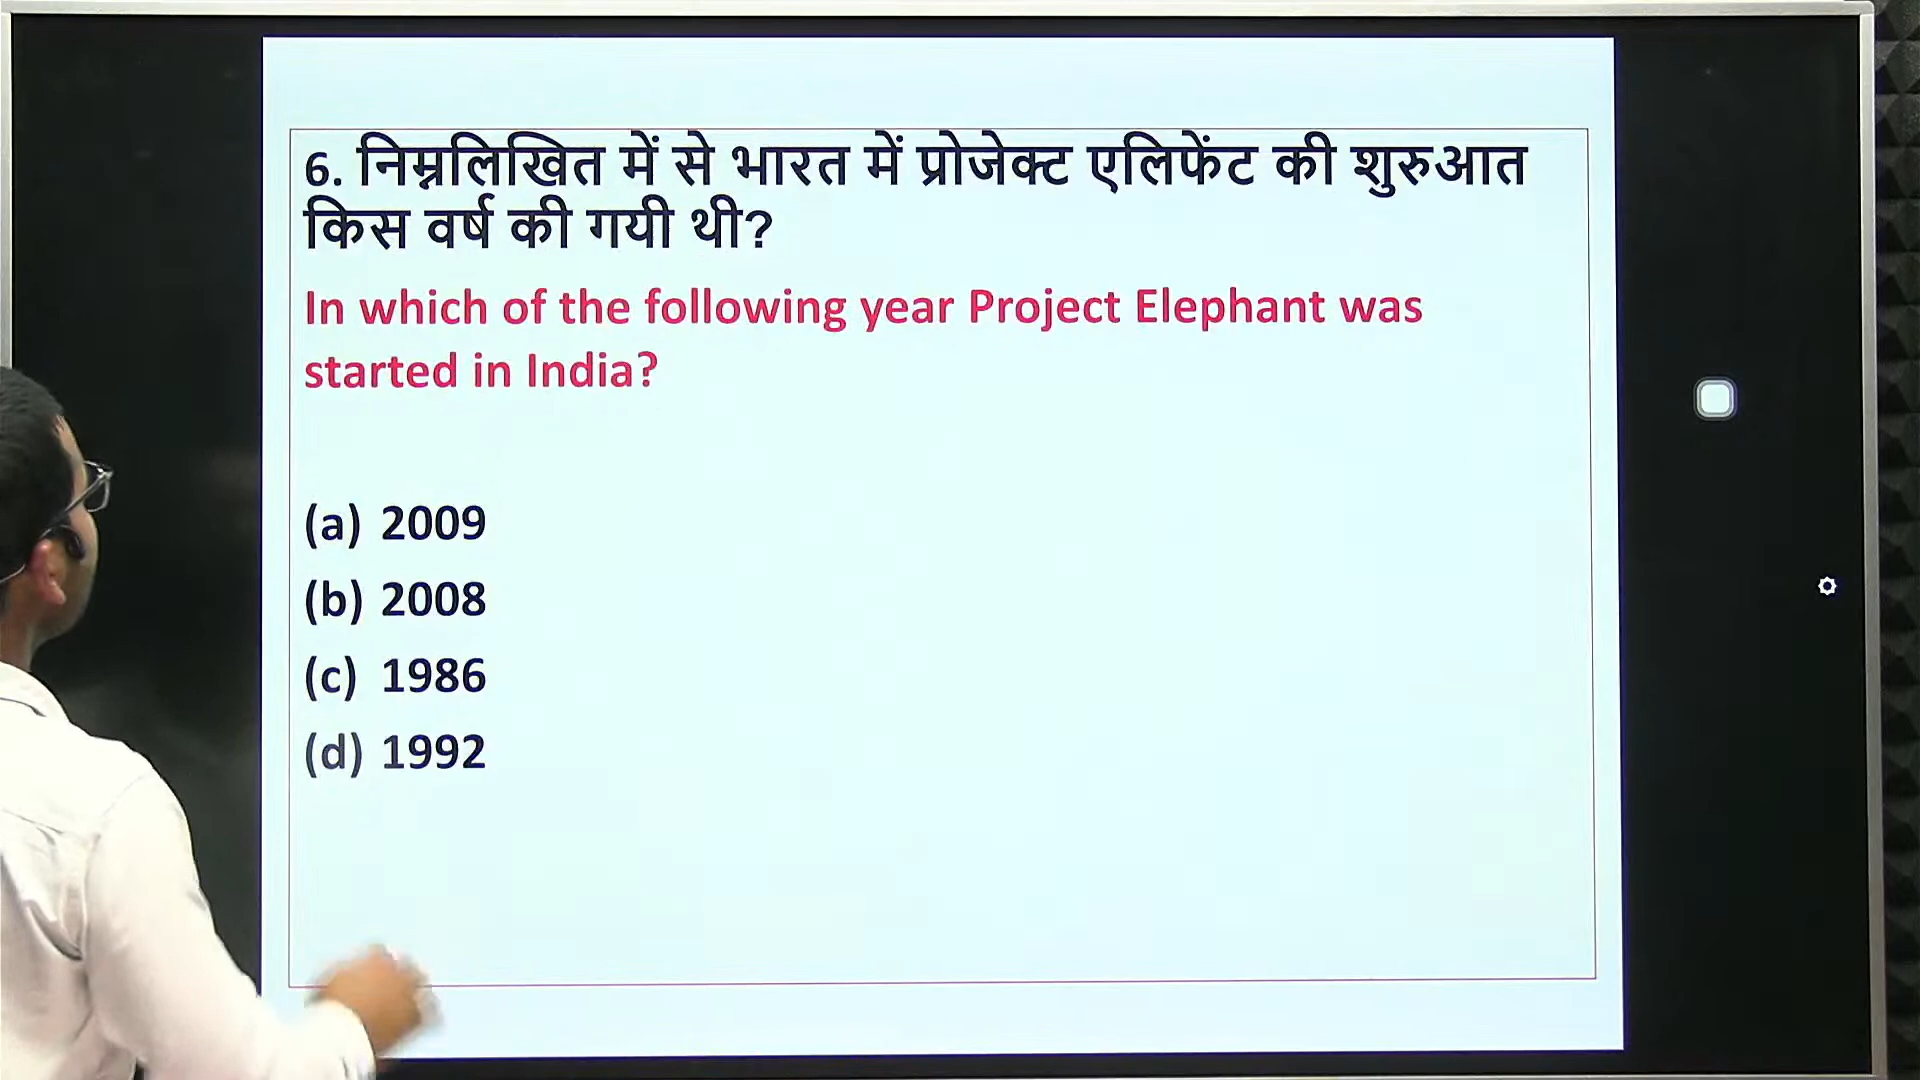 6. निम्नलिखित में से भारत में प्रोजेक्ट एलिफेंट की शुरुआत
किस वर्ष की गयी थी?
In which of the following year Project Elephant was
started in India?
(a) 2009
(b) 2008
(c) 1986
(d) 1992